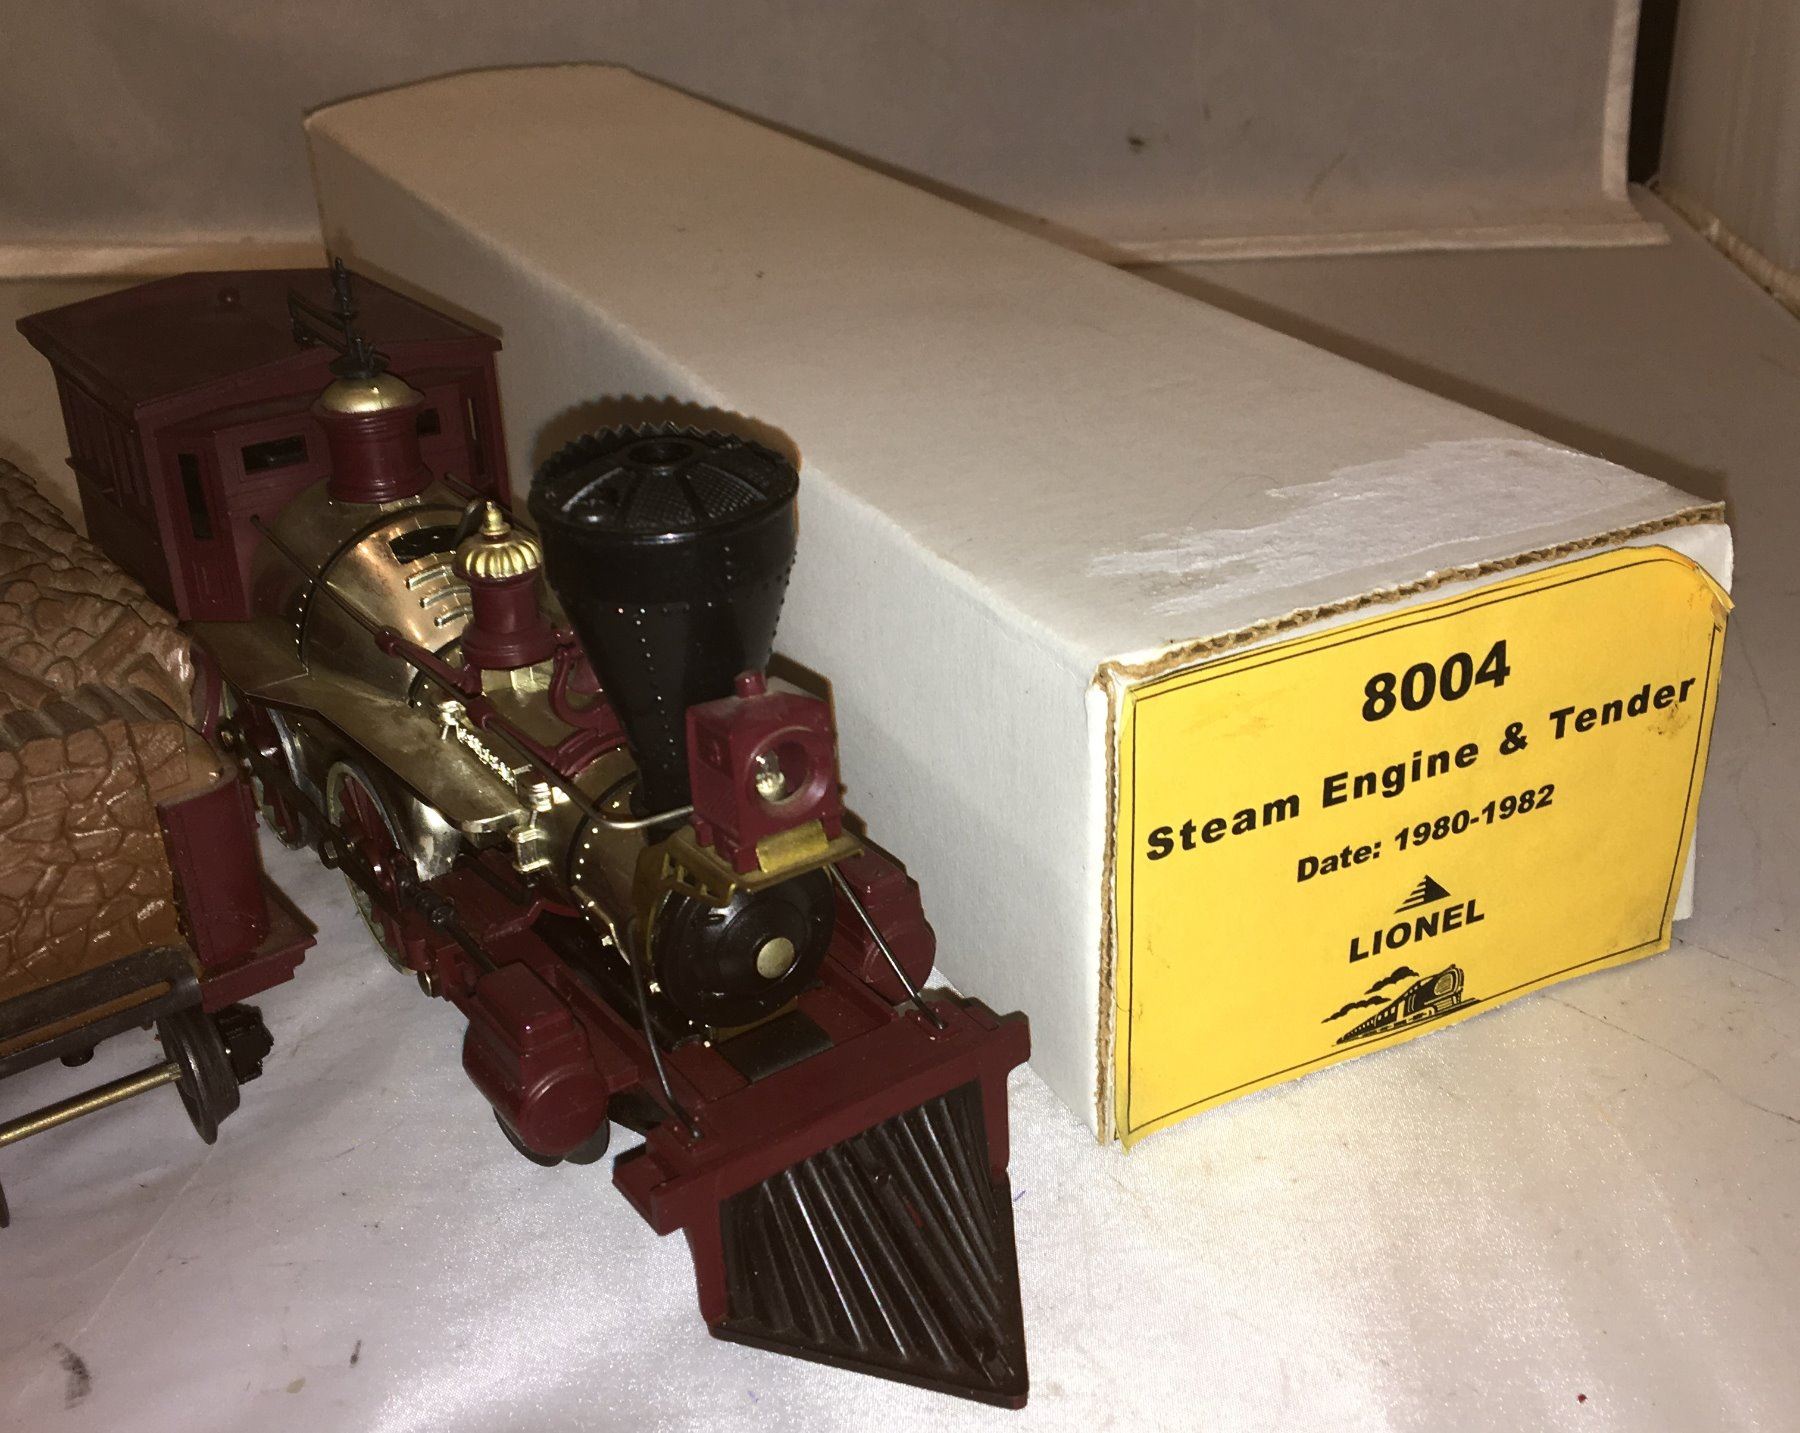 8004
Steam Engine & Tender
Date: 1980-1982
LIONEL